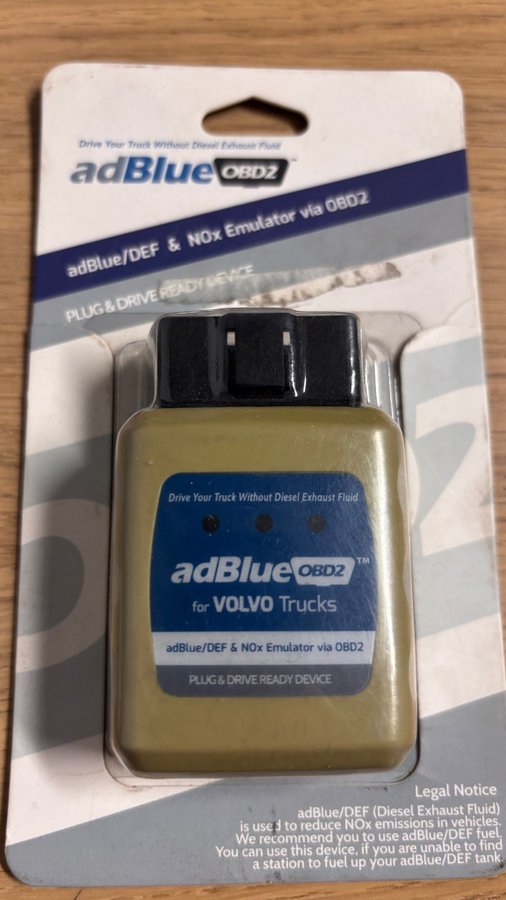 Drive Your Truck Without Diesel Exhaust Fluid
adBlue OBD2
adBlue/DEF & NOx Emulator via OBD2
PLUG & DRIVE READY DEVICE
Drive Your Truck Without Diesel Exhaust Fluid
adBlue OBD2™
for VOLVO Trucks
adBlue/DEF & NOx Emulator via OBD2
PLUG & DRIVE READY DEVICE
Legal Notice
adBlue/DEF (Diesel Exhaust Fluid)
is used to reduce NOx emissions in vehicles.
We recommend you to use adBlue/DEF fuel.
You can use this device, if you are unable to find
a station to fuel up your adBlue/DEF tank